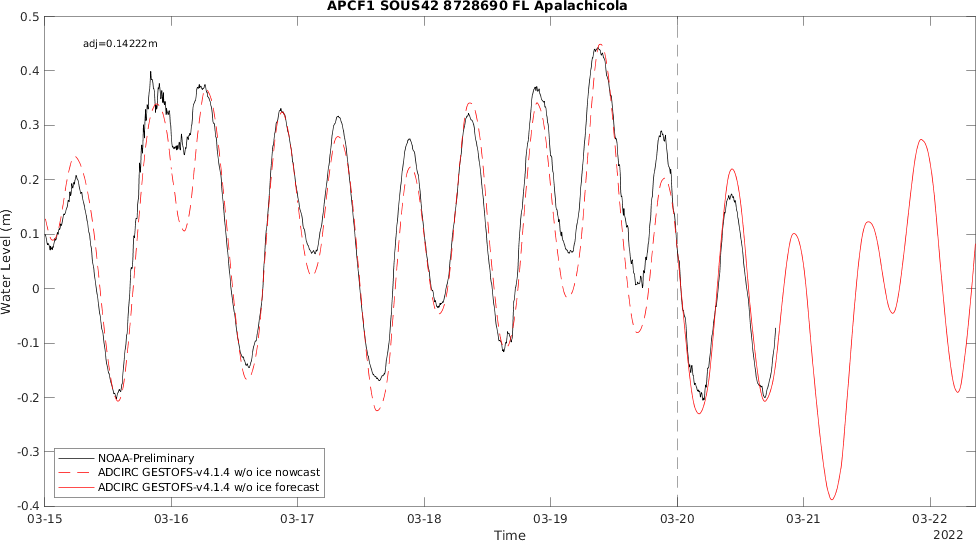 APCF1 SOUS42 8728690 FL Apalachicola
adj=0.14222m
0.5
0.4
0.3
0.2
0.1
0
-0.1
-0.2
-0.3
-0.4
Water Level (m)
NOAA-Preliminary
ADCIRC GESTOFS-v4.1.4 w/o ice nowcast
ADCIRC GESTOFS-v4.1.4 w/o ice forecast
03-15 03-16 03-17 03-18 03-19 03-20 03-21 03-22
Time
2022